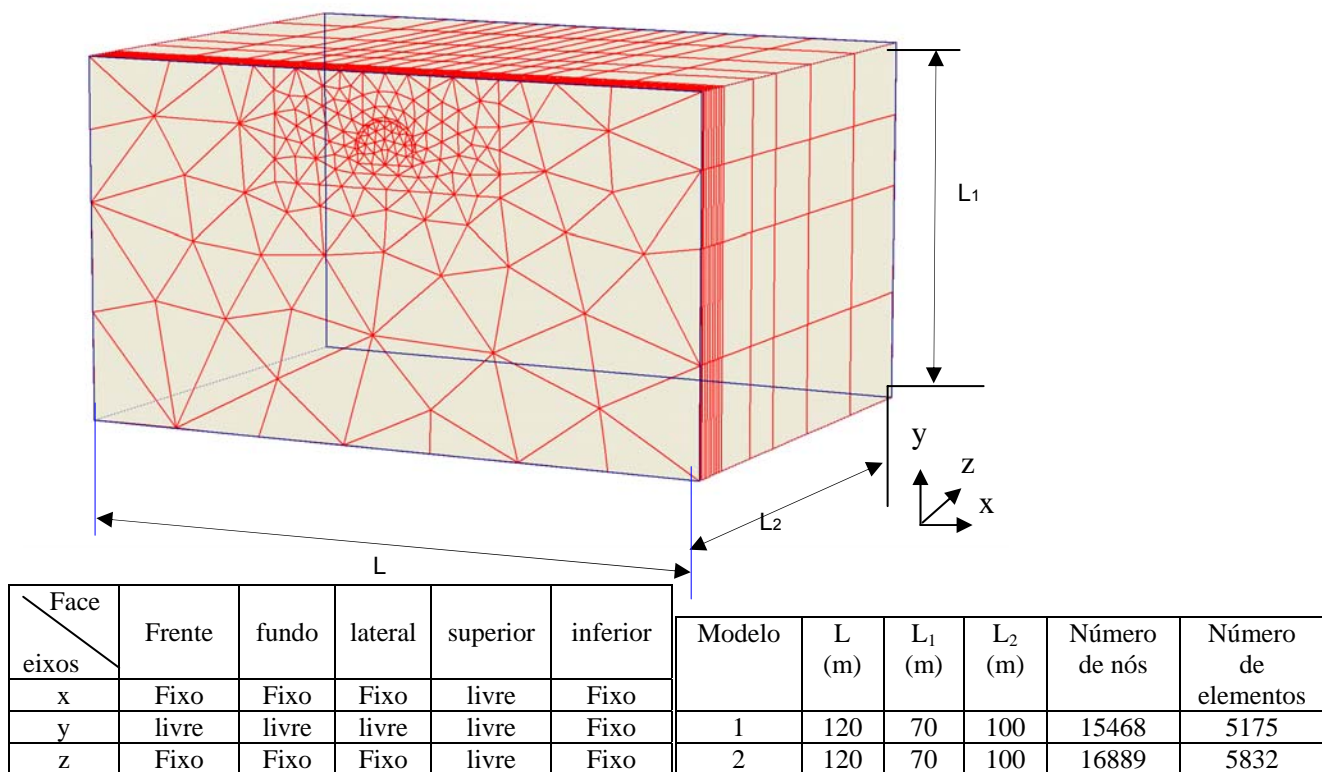 L1
y
z
x
L2
L
Face
eixos
Frente fundo lateral superior inferior
x Fixo Fixo Fixo livre Fixo
y livre livre livre livre Fixo
z Fixo Fixo Fixo livre Fixo
Modelo L (m) L1 (m) L2 (m) Número de nós Número de elementos
1 120 70 100 15468 5175
2 120 70 100 16889 5832